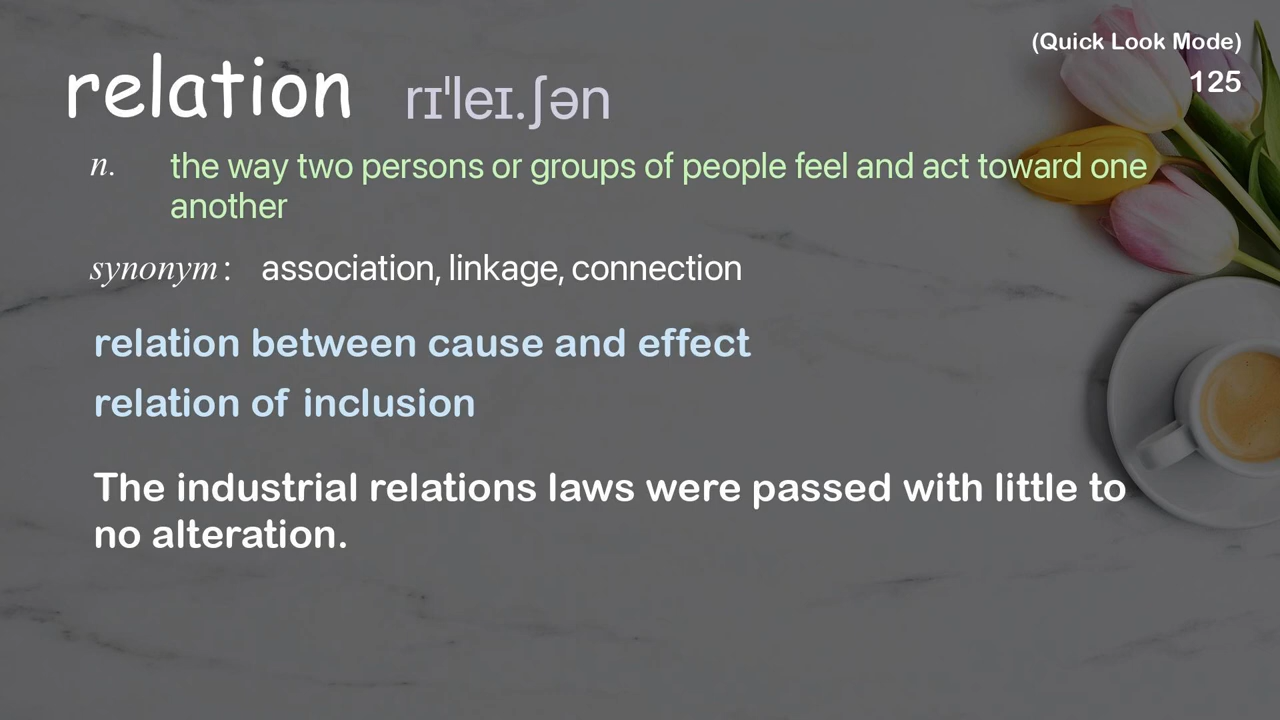 (Quick Look Mode)
125
relation rɪˈleɪ.ʃən
n. the way two persons or groups of people feel and act toward one
another
synonym: association, linkage, connection
relation between cause and effect
relation of inclusion
The industrial relations laws were passed with little to
no alteration.